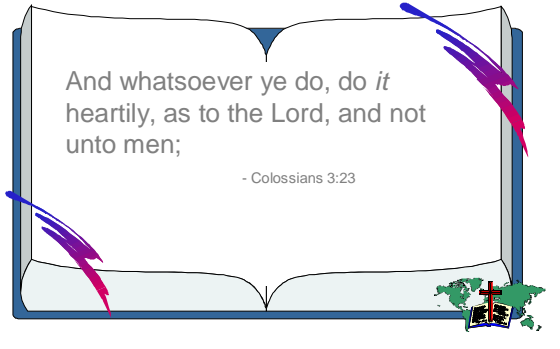 And whatsoever ye do, do it
heartily, as to the Lord, and not
unto men;
- Colossians 3:23